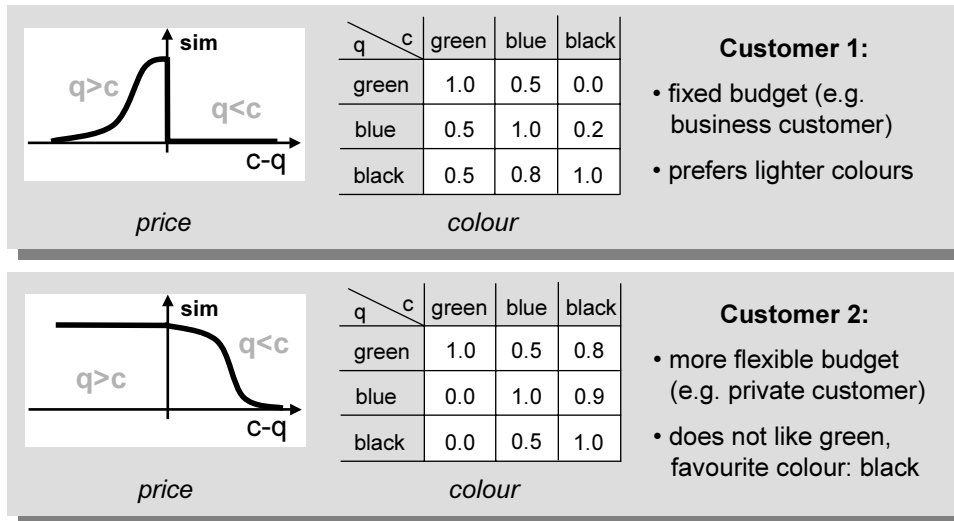 sim
q>c
q<c
c-q
price
q c green blue black
green 1.0 0.5 0.0
blue 0.5 1.0 0.2
black 0.5 0.8 1.0
colour
Customer 1:
• fixed budget (e.g.
business customer)
• prefers lighter colours
sim
q<c
q>c
c-q
price
q c green blue black
green 1.0 0.5 0.8
blue 0.0 1.0 0.9
black 0.0 0.5 1.0
colour
Customer 2:
• more flexible budget
(e.g. private customer)
• does not like green,
favourite colour: black